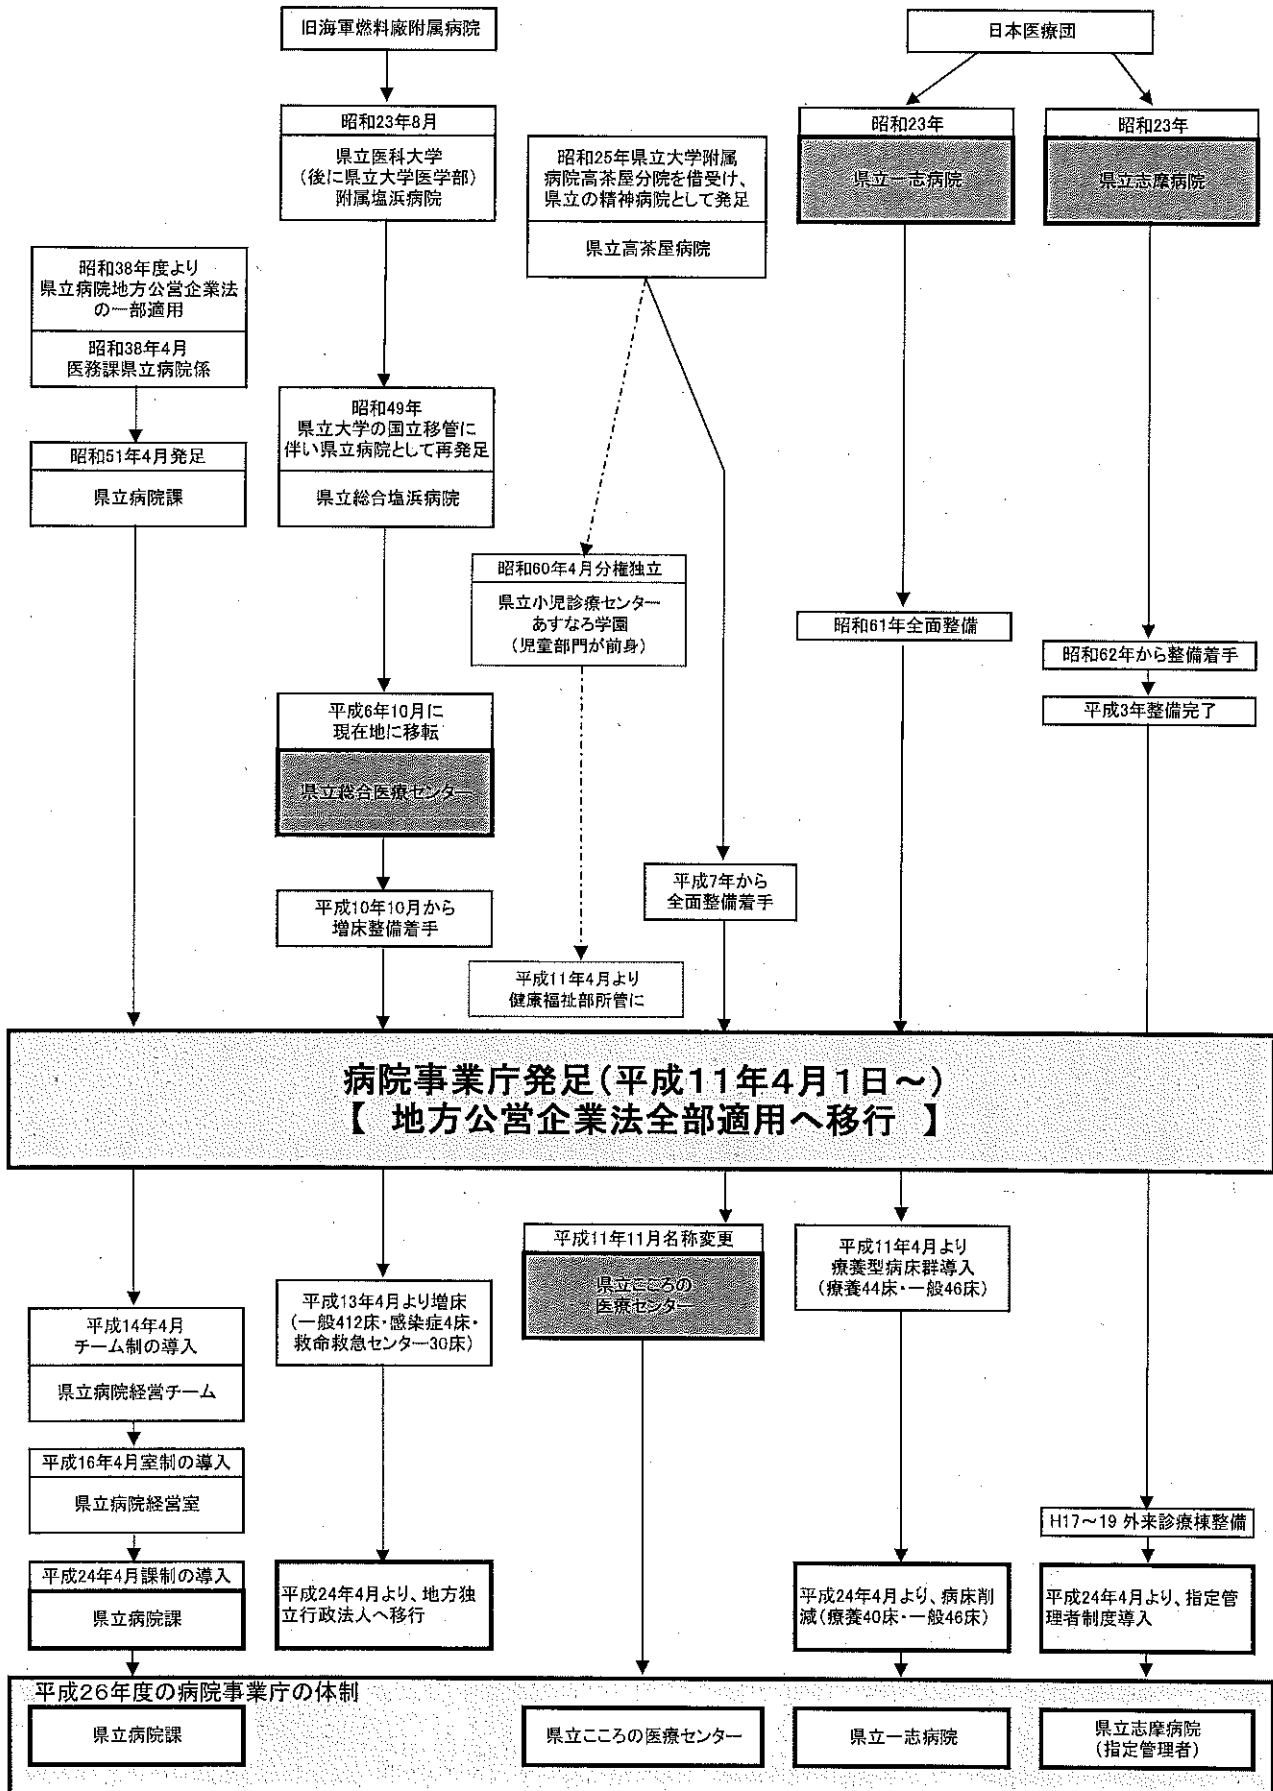 旧海軍燃料廠附属病院
日本医療団
昭和23年8月
県立医科大学
(後に県立大学医学部)
附属塩浜病院
昭和25年県立大学附属
病院高茶屋分院を借受け、
県立の精神病院として発足
県立高茶屋病院
昭和23年
県立一志病院
昭和23年
県立志摩病院
昭和38年度より
県立病院地方公営企業法
の一部適用
昭和38年4月
医務課県立病院係
昭和51年4月発足
県立病院課
昭和49年
県立大学の国立移管に
伴い県立病院として再発足
県立総合塩浜病院
昭和60年4月分権独立
県立小児診療センター
あすなろ学園
(児童部門が前身)
昭和61年全面整備
昭和62年から整備着手
平成3年整備完了
平成6年10月に
現在地に移転
県立総合医療センター
平成7年から
全面整備着手
平成10年10月から
増床整備着手
平成11年4月より
健康福祉部所管に
病院事業庁発足(平成11年4月1日~)
【 地方公営企業法全部適用へ移行 】
平成11年11月名称変更
県立こころの
医療センター
平成11年4月より
療養型病床群導入
(療養44床・一般46床)
平成13年4月より増床
(一般412床・感染症4床・
救命救急センター30床)
平成14年4月
チーム制の導入
県立病院経営チーム
平成16年4月室制の導入
県立病院経営室
H17~19 外来診療棟整備
平成24年4月課制の導入
県立病院課
平成24年4月より、地方独
立行政法人へ移行
平成24年4月より、病床削
減(療養40床・一般46床)
平成24年4月より、指定管
理者制度導入
平成26年度の病院事業庁の体制
県立病院課
県立こころの医療センター
県立一志病院
県立志摩病院
(指定管理者)